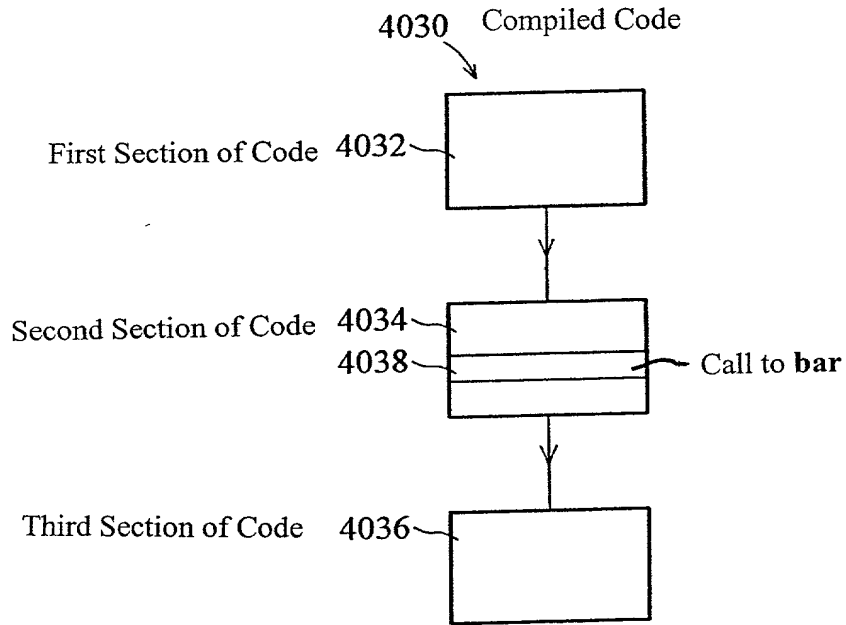 4030 Compiled Code
First Section of Code 4032
Second Section of Code 4034
4038 Call to bar
Third Section of Code 4036